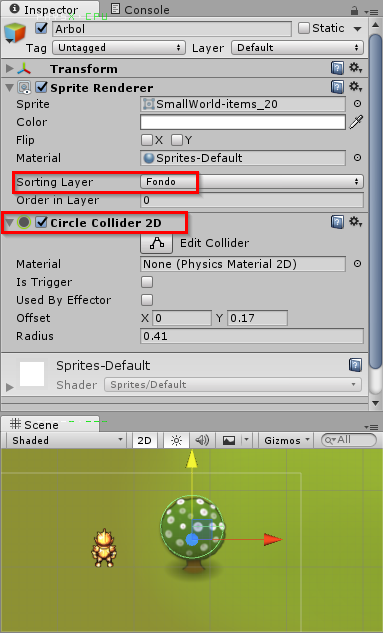 Inspector Console
Arbol Static
Tag Untagged Layer Default
Transform
Sprite Renderer
Sprite SmallWorld-items_20
Color
Flip X Y
Material Sprites-Default
Sorting Layer Fondo
Order in Layer 0
Circle Collider 2D
Edit Collider
Material None (Physics Material 2D)
Is Trigger
Used By Effector
Offset X 0 Y 0.17
Radius 0.41
Sprites-Default
Shader Sprites/Default
Scene
Shaded 2D Gizmos All